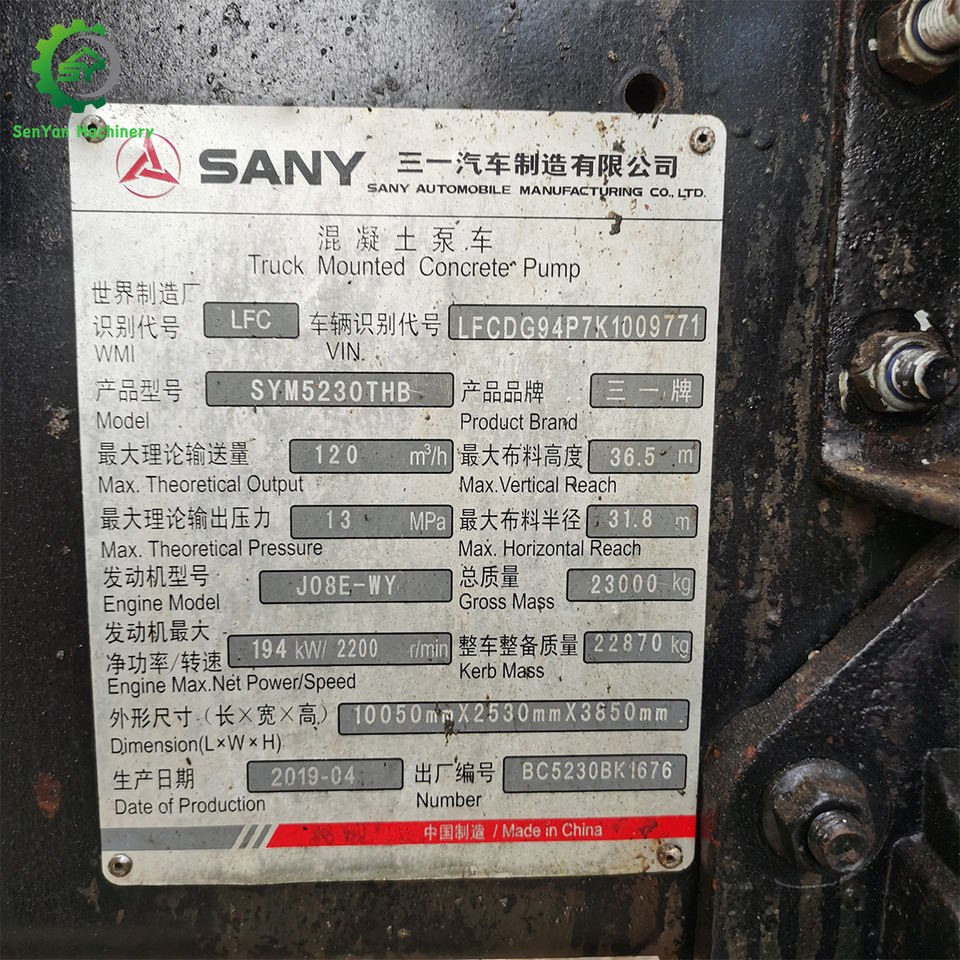 SY
SenYan Machinery
SANY 三一汽车制造有限公司
SANY AUTOMOBILE MANUFACTURING CO., LTD.
混凝土泵车
Truck Mounted Concrete Pump
世界制造厂
识别代号 LFC 车辆识别代号 LFCDG94P7K1009771
WMI VIN.
产品型号 SYM5230THB 产品品牌 三一牌
Model Product Brand
最大理论输送量 120 m³/h 最大布料高度 36.5 m
Max. Theoretical Output Max.Vertical Reach
最大理论输出压力 13 MPa 最大布料半径 31.8 m
Max. Theoretical Pressure Max. Horizontal Reach
发动机型号 J08E-WY 总质量 23000 kg
Engine Model Gross Mass
发动机最大
净功率/转速 194 kW/ 2200 r/min 整车整备质量 22870 kg
Engine Max.Net Power/Speed Kerb Mass
外形尺寸（长×宽×高） 10050mmX2530mmX3850mm
Dimension(L×W×H)
生产日期 2019-04 出厂编号 BC5230BK1676
Date of Production Number
中国制造 / Made in China